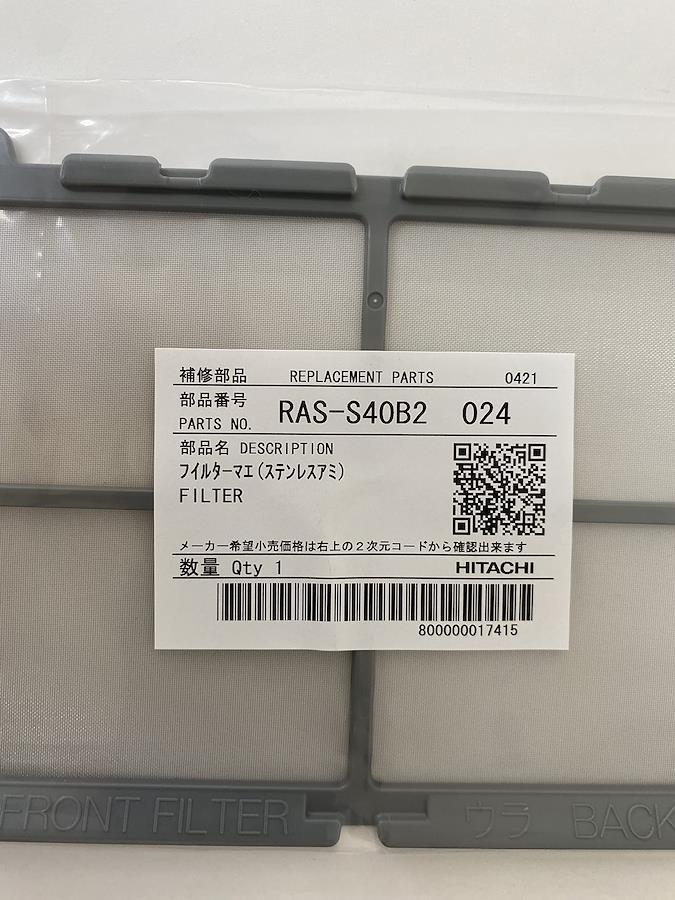 補修部品 REPLACEMENT PARTS 0421
部品番号
PARTS NO. RAS-S40B2 024
部品名 DESCRIPTION
フイルターマエ(ステンレスアミ)
FILTER
メーカー希望小売価格は右上の2次元コードから確認出来ます
数量 Qty 1 HITACHI
800000017415
FRONT FILTER ウラ BACK